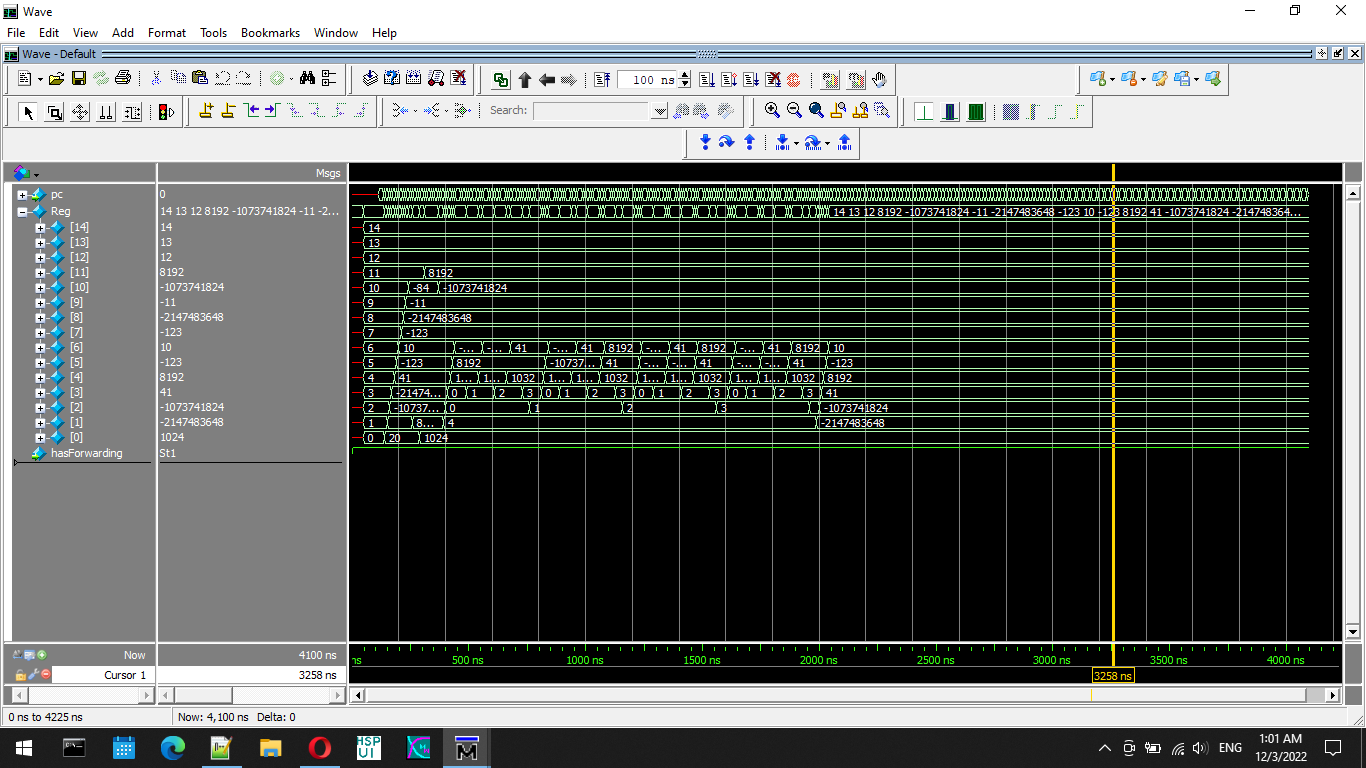 Wave
File Edit View Add Format Tools Bookmarks Window Help
Wave - Default
100 ns
Search:
Msgs
pc 0
Reg 14 13 12 8192 -1073741824 -11 -2... 14 13 12 8192 -1073741824 -11 -2147483648 -123 10 -123 8192 41 -1073741824 -214748364...
[14] 14 14
[13] 13 13
[12] 12 12
[11] 8192 11 8192
[10] -1073741824 10 -84 -1073741824
[9] -11 9 -11
[8] -2147483648 8 -2147483648
[7] -123 7 -123
[6] 10 6 10 -... -... 41 -... 41 8192 -... 41 8192 -... 41 8192 10
[5] -123 5 -123 8192 -10737... 41 -... -... 41 -... -... 41 -123
[4] 8192 4 41 1... 1... 1032 1... 1... 1032 1... 1... 1032 1... 1... 1032 8192
[3] 41 3 -21474... 0 1 2 3 0 1 2 3 0 1 2 3 0 1 2 3 41
[2] -1073741824 2 -10737... 0 1 2 3 -1073741824
[1] -2147483648 1 8... 4 -2147483648
[0] 1024 0 20 1024
hasForwarding St1
Now 4100 ns ns 500 ns 1000 ns 1500 ns 2000 ns 2500 ns 3000 ns 3500 ns 4000 ns
Cursor 1 3258 ns 3258 ns
0 ns to 4225 ns Now: 4,100 ns Delta: 0
HSP
UI
M
ENG
1:01 AM
12/3/2022